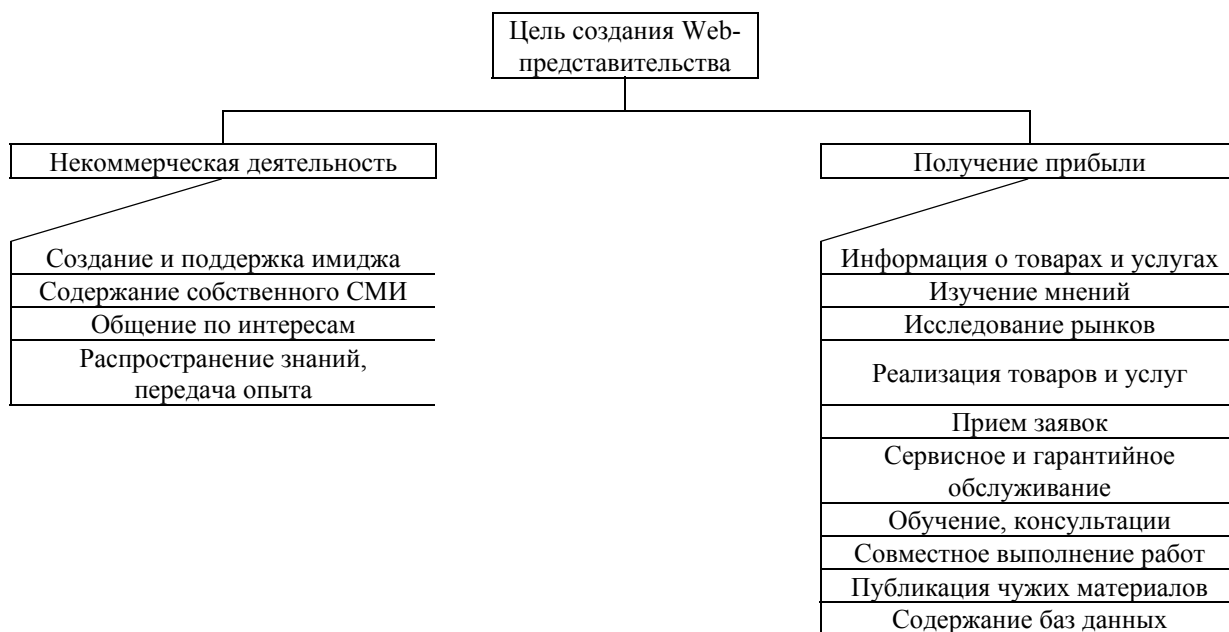 Цель создания Web-
представительства
Некоммерческая деятельность
Получение прибыли
Создание и поддержка имиджа
Содержание собственного СМИ
Общение по интересам
Распространение знаний,
передача опыта
Информация о товарах и услугах
Изучение мнений
Исследование рынков
Реализация товаров и услуг
Прием заявок
Сервисное и гарантийное
обслуживание
Обучение, консультации
Совместное выполнение работ
Публикация чужих материалов
Содержание баз данных